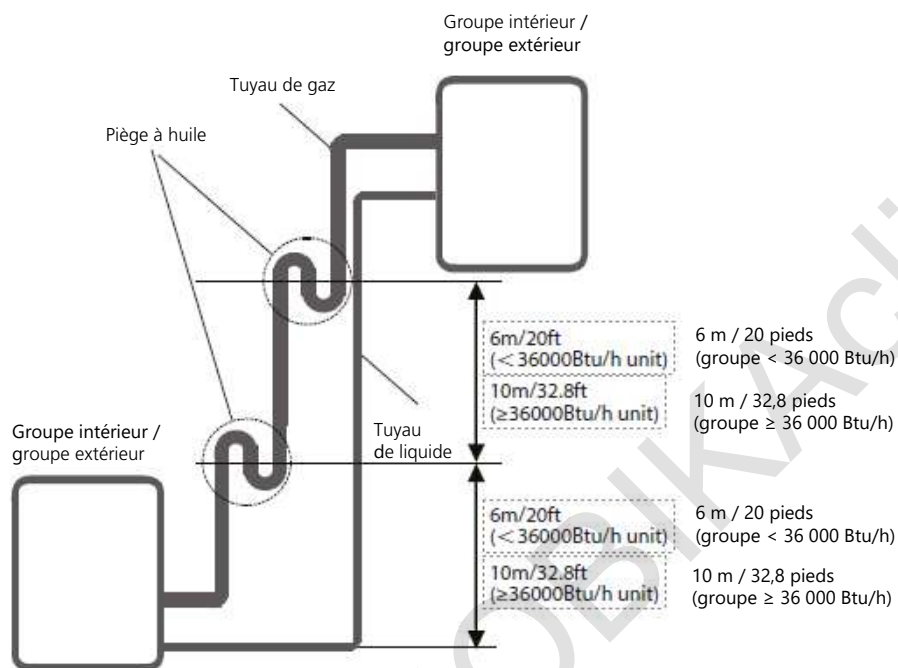 Groupe intérieur /
groupe extérieur
Tuyau de gaz
Piège à huile
6m/20ft
(<36000Btu/h unit)
6 m / 20 pieds
(groupe < 36 000 Btu/h)
10m/32.8ft
(≥36000Btu/h unit)
10 m / 32,8 pieds
(groupe ≥ 36 000 Btu/h)
Groupe intérieur /
groupe extérieur
Tuyau
de liquide
6m/20ft
(<36000Btu/h unit)
6 m / 20 pieds
(groupe < 36 000 Btu/h)
10m/32.8ft
(≥36000Btu/h unit)
10 m / 32,8 pieds
(groupe ≥ 36 000 Btu/h)